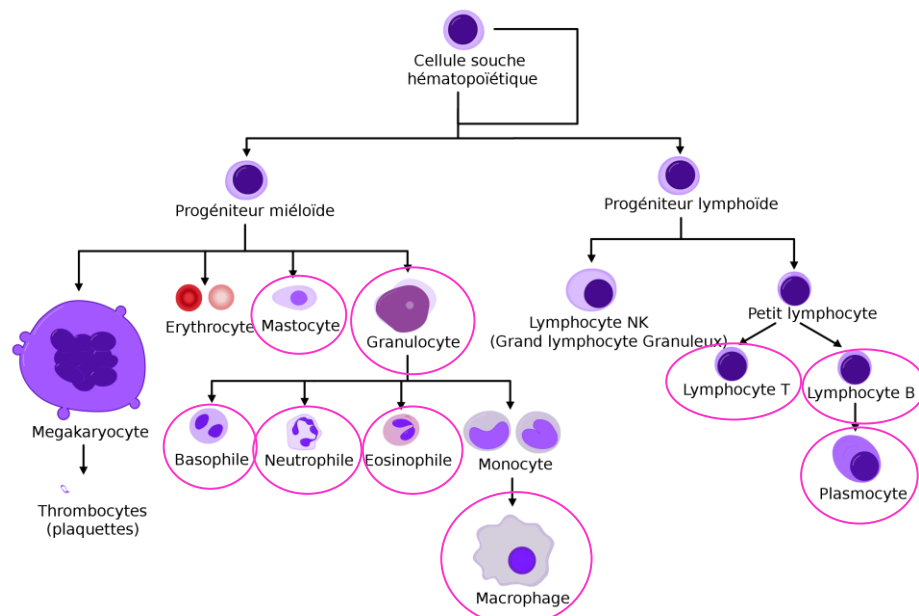 Cellule souche
hématopoïétique
Progéniteur miéloïde
Progéniteur lymphoïde
Erythrocyte
Mastocyte
Granulocyte
Lymphocyte NK
(Grand lymphocyte Granuleux)
Petit lymphocyte
Lymphocyte T
Lymphocyte B
Megakaryocyte
Basophile
Neutrophile
Eosinophile
Monocyte
Plasmocyte
Thrombocytes
(plaquettes)
Macrophage